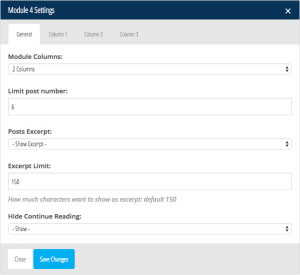 Module 4 Settings ×
General Column 1 Column 2 Column 3
Module Columns:
2 Columns
Limit post number:
6
Posts Excerpt:
- Show Excerpt -
Excerpt Limit:
150
How much characters want to show as excerpt: default 150
Hide Continue Reading:
- Show -
Close Save Changes